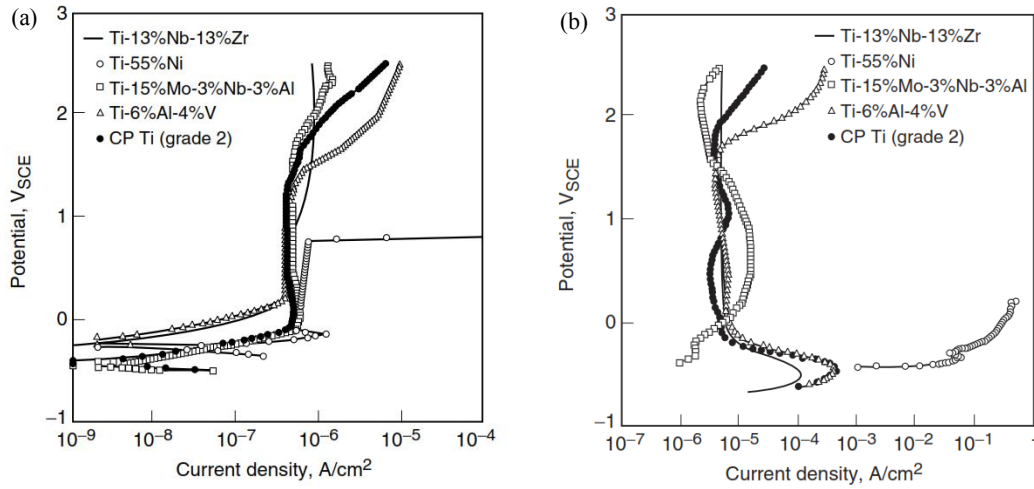 (a)
3
Ti-13%Nb-13%Zr
Ti-55%Ni
Ti-15%Mo-3%Nb-3%Al
Ti-6%Al-4%V
CP Ti (grade 2)
2
1
0
−1
Potential, VSCE
10−9
10−8
10−7
10−6
10−5
10−4
Current density, A/cm2
(b)
3
Ti-13%Nb-13%Zr
Ti-55%Ni
Ti-15%Mo-3%Nb-3%Al
Ti-6%Al-4%V
CP Ti (grade 2)
2
1
0
−1
Potential, VSCE
10−7
10−6
10−5
10−4
10−3
10−2
10−1
1
Current density, A/cm2